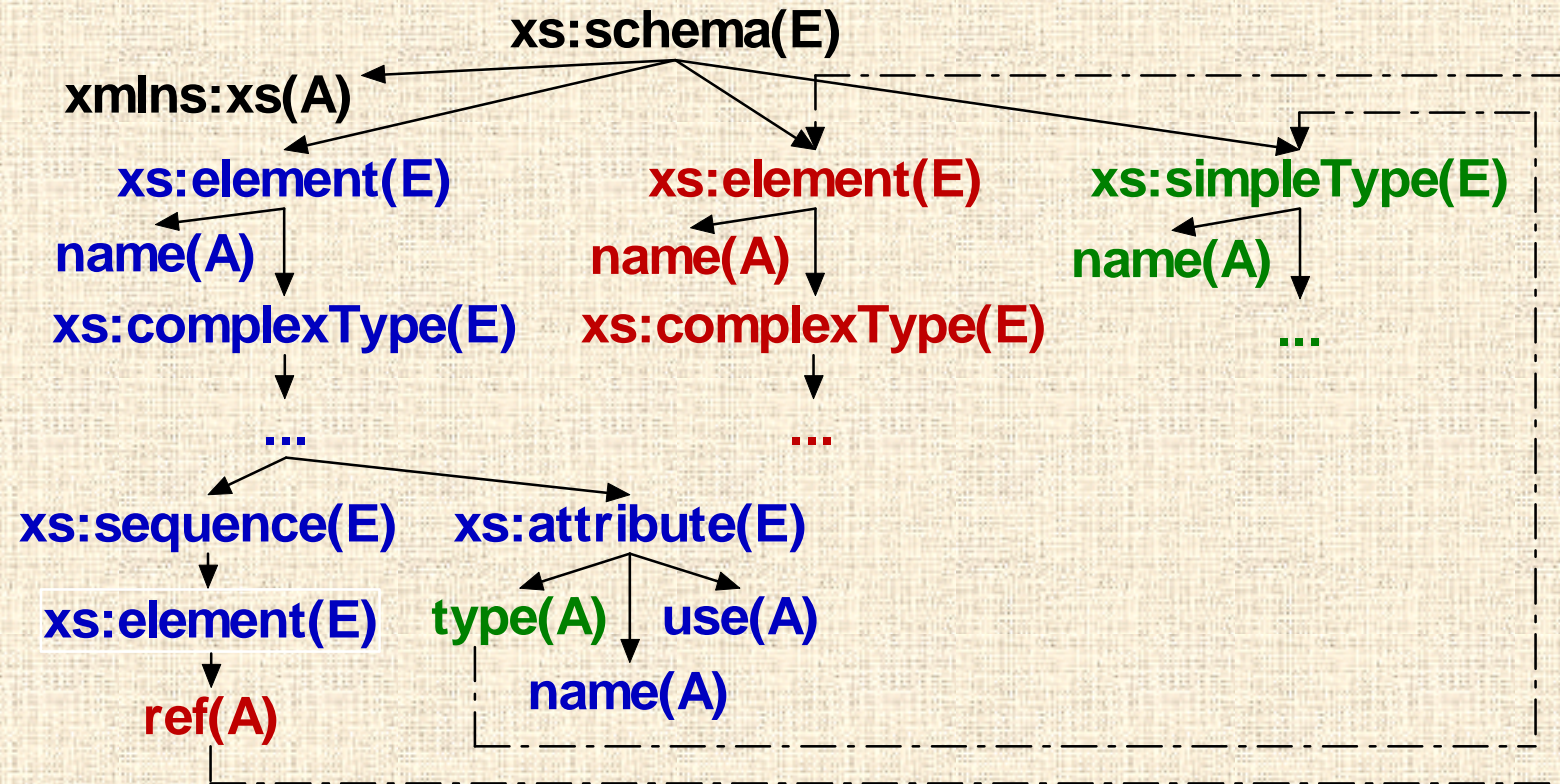 xs:schema(E)
xmlns:xs(A)
xs:element(E) xs:element(E) xs:simpleType(E)
name(A) name(A) name(A)
xs:complexType(E) xs:complexType(E) ...
... ...
xs:sequence(E) xs:attribute(E)
xs:element(E) type(A) use(A)
ref(A) name(A)